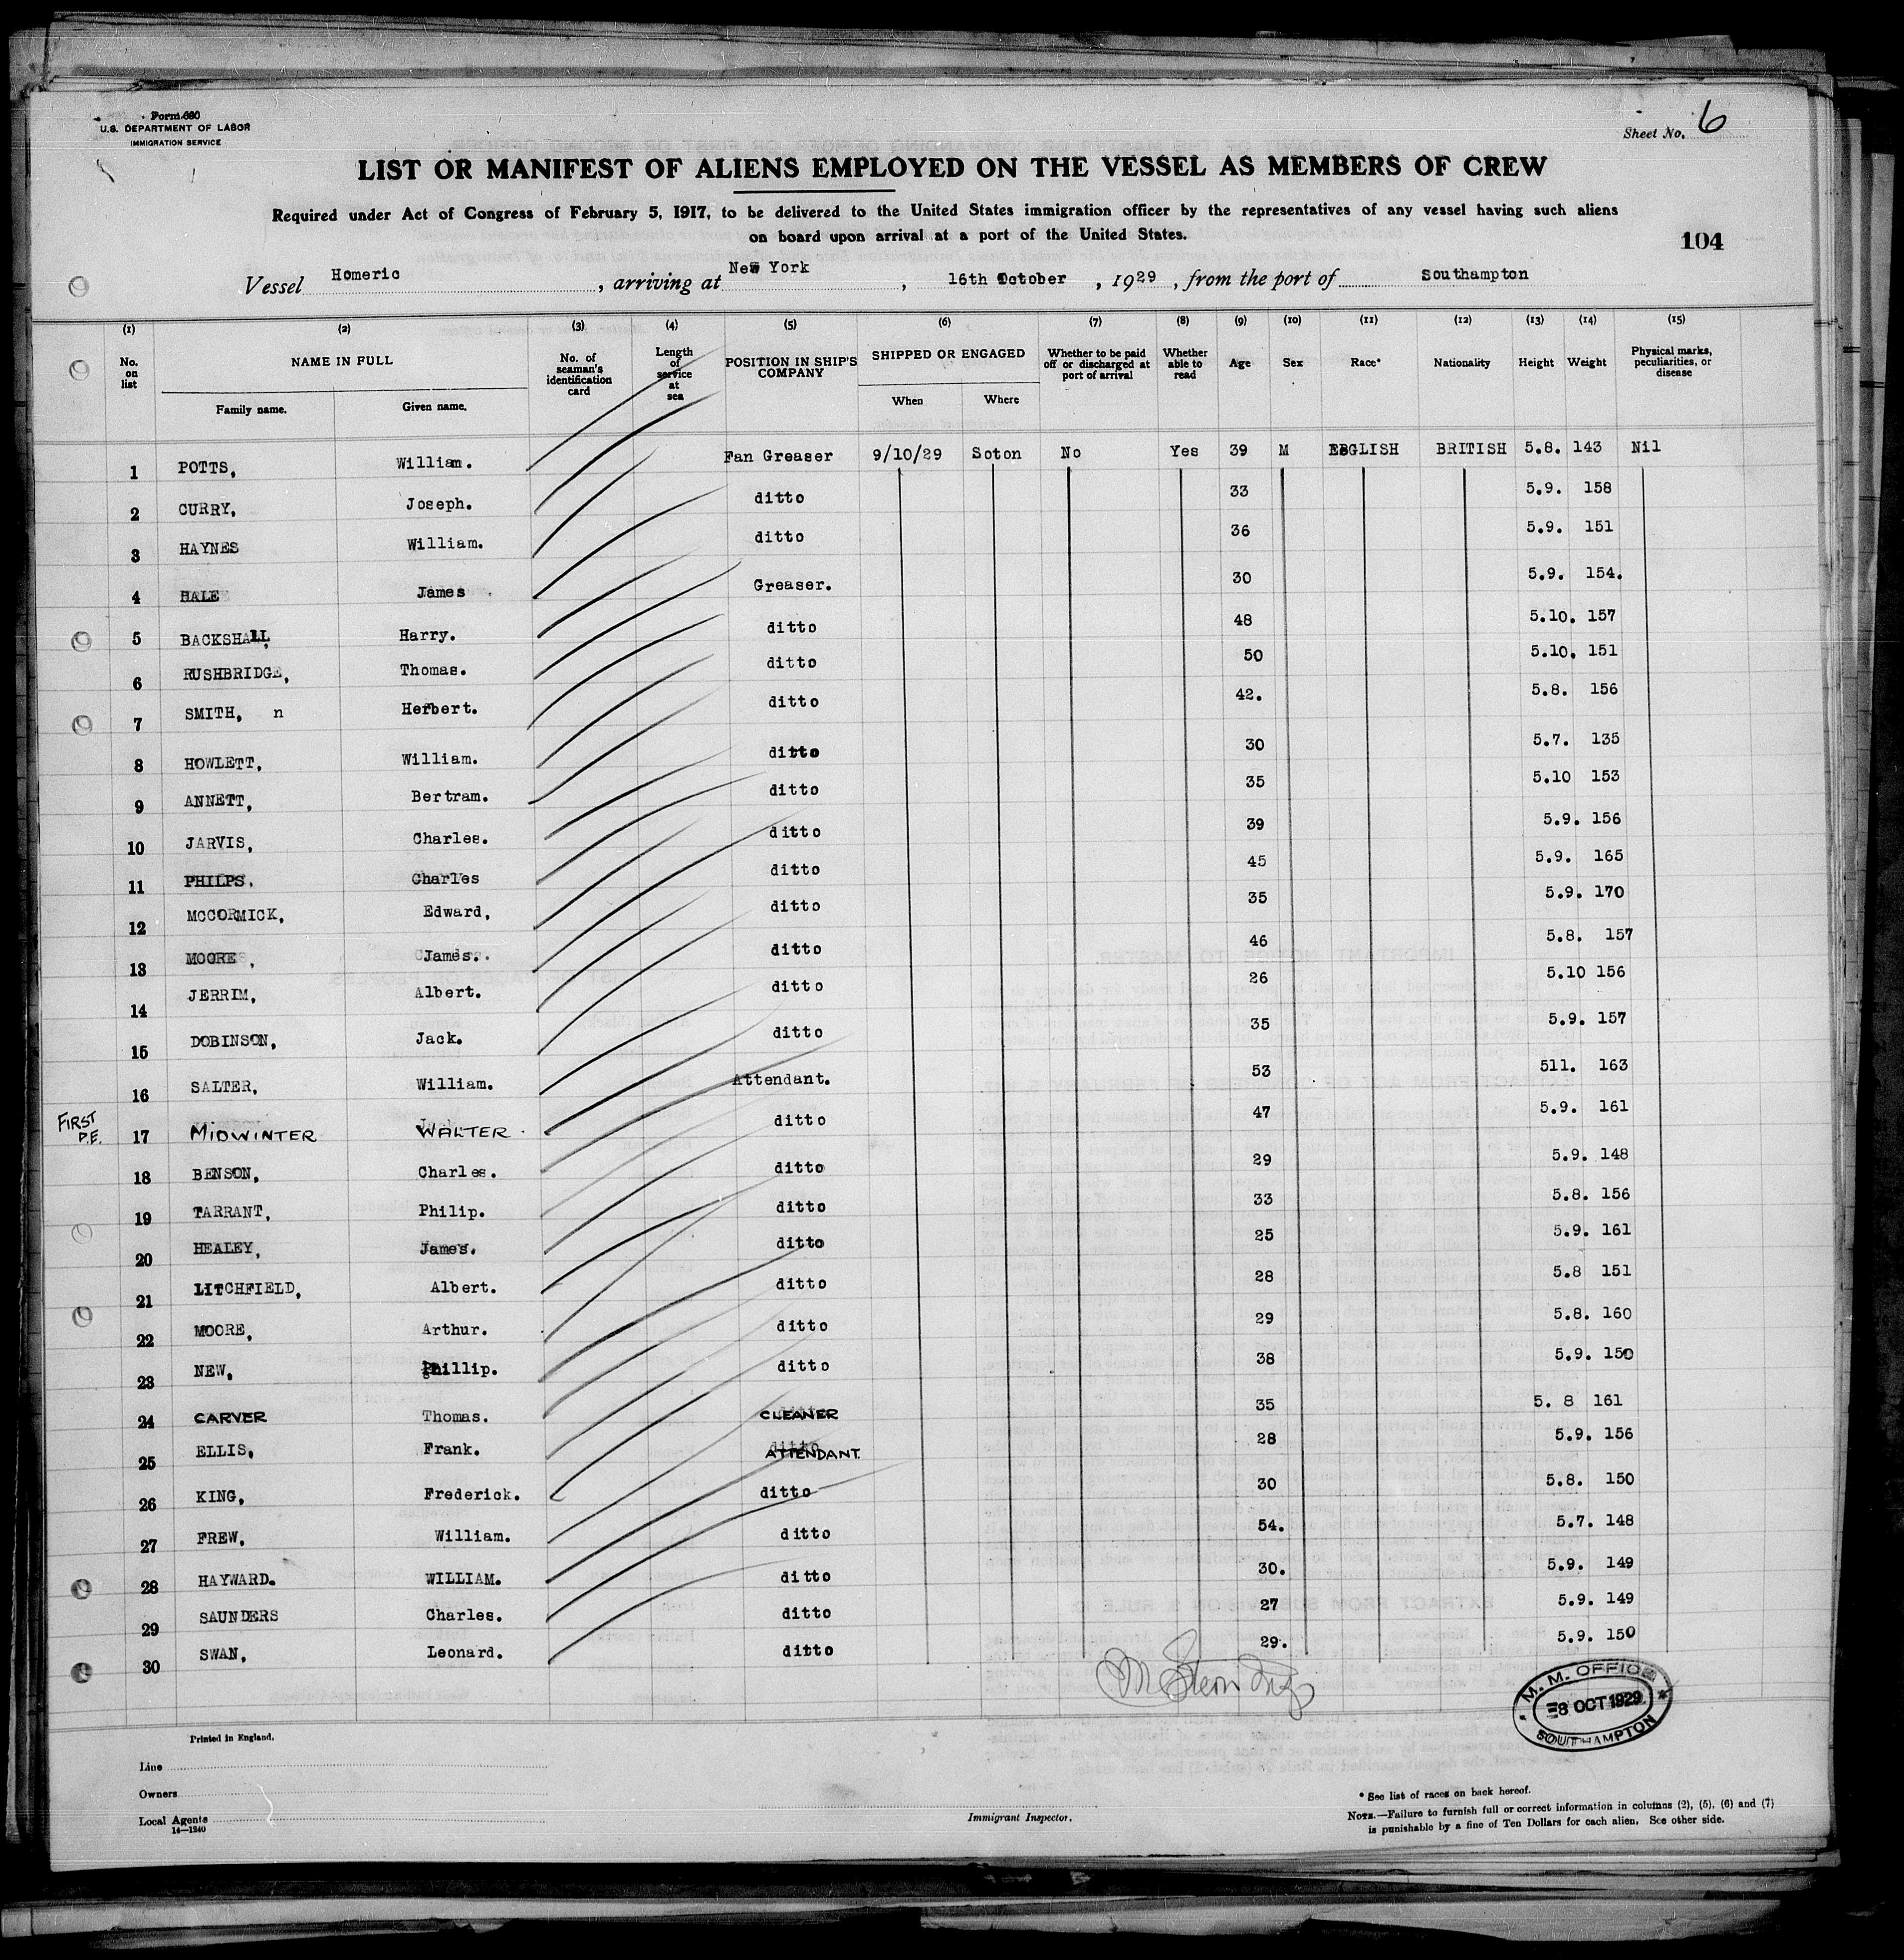 Form 680
U.S. DEPARTMENT OF LABOR
IMMIGRATION SERVICE
Sheet No. 6
LIST OR MANIFEST OF ALIENS EMPLOYED ON THE VESSEL AS MEMBERS OF CREW
Required under Act of Congress of February 5, 1917, to be delivered to the United States immigration officer by the representatives of any vessel having such aliens
on board upon arrival at a port of the United States.
104
Vessel Homeric, arriving at New York, 16th October, 1929, from the port of Southampton
(1) (2) (3) (4) (5) (6) (7) (8) (9) (10) (11) (12) (13) (14) (15)
No. on list NAME IN FULL Family name. Given name. No. of seaman's identification card Length of service at sea POSITION IN SHIP'S COMPANY SHIPPED OR ENGAGED When Where Whether to be paid off or discharged at port of arrival Whether able to read Age Sex Race* Nationality Height Weight Physical marks, peculiarities, or disease
1 POTTS, William. Fan Greaser 9/10/29 Soton No Yes 39 M ENGLISH BRITISH 5.8. 143 Nil
2 CURRY, Joseph. ditto 33 5.9. 158
3 HAYNES William. ditto 36 5.9. 151
4 HALE James Greaser. 30 5.9. 154.
5 BACKSHALL, Harry. ditto 48 5.10. 157
6 RUSHBRIDGE, Thomas. ditto 50 5.10. 151
7 SMITH, n Herbert. ditto 42. 5.8. 156
8 HOWLETT, William. ditto 30 5.7. 135
9 ANNETT, Bertram. ditto 35 5.10 153
10 JARVIS, Charles. ditto 39 5.9. 156
11 PHILPS, Charles ditto 45 5.9. 165
12 MCCORMICK, Edward, ditto 35 5.9. 170
13 MOORE, James. ditto 46 5.8. 157
14 JERRIM, Albert. ditto 26 5.10 156
15 DOBINSON, Jack. ditto 35 5.9. 157
16 SALTER, William. Attendant. 53 511. 163
FIRST P.E. 17 MIDWINTER WALTER. ditto 47 5.9. 161
18 BENSON, Charles. ditto 29 5.9. 148
19 TARRANT, Philip. ditto 33 5.8. 156
20 HEALEY, James. ditto 25 5.9. 161
21 LITCHFIELD, Albert. ditto 28 5.8 151
22 MOORE, Arthur. ditto 29 5.8. 160
23 NEW, Phillip. ditto 38 5.9. 150
24 CARVER Thomas. CLEANER 35 5. 8 161
25 ELLIS, Frank. ATTENDANT 28 5.9. 156
26 KING, Frederick. ditto 30 5.8. 150
27 FREW, William. ditto 54. 5.7. 148
28 HAYWARD. WILLIAM. ditto 30. 5.9. 149
29 SAUNDERS Charles. ditto 27 5.9. 149
30 SWAN, Leonard. ditto 29. 5.9. 150
M. M. OFFICE
8 OCT 1929
SOUTHAMPTON
Printed in England.
Line
Owners
Local Agents
14—1240
Immigrant Inspector.
* See list of races on back hereof.
NOTE.—Failure to furnish full or correct information in columns (2), (5), (6) and (7)
is punishable by a fine of Ten Dollars for each alien. See other side.